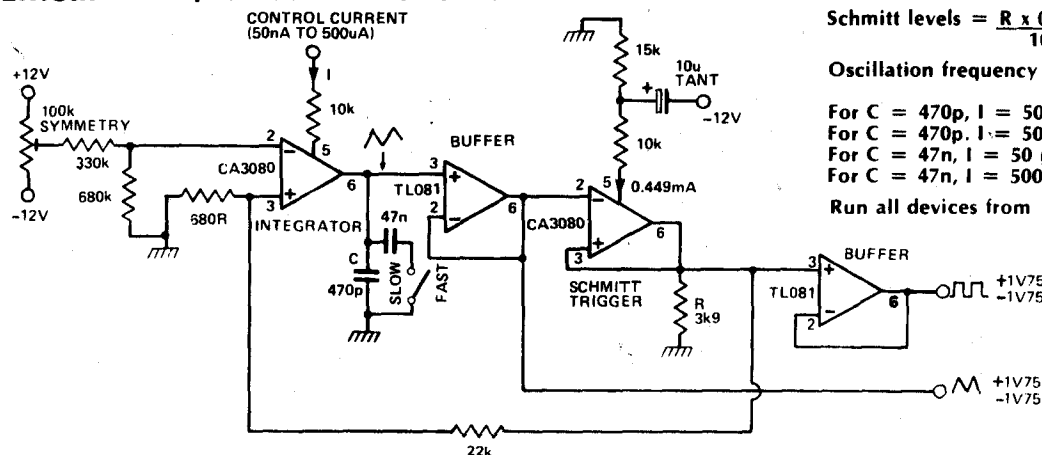 CONTROL CURRENT
(50nA TO 500uA)
I
10k
+12V
100k
SYMMETRY
-12V
330k
680k
680R
2
3
5
6
CA3080
INTEGRATOR
47n
C
470p
SLOW
FAST
BUFFER
3
2
6
TL081
15k
10u
TANT
+
-12V
10k
5
0.449mA
2
3
6
CA3080
SCHMITT
TRIGGER
R
3k9
BUFFER
3
2
6
TL081
+1V75
-1V75
+1V75
-1V75
22k
Schmitt levels = R x
Oscillation frequency
For C = 470p, I = 50
For C = 470p. I = 50
For C = 47n, I = 50
For C = 47n, I = 500
Run all devices from